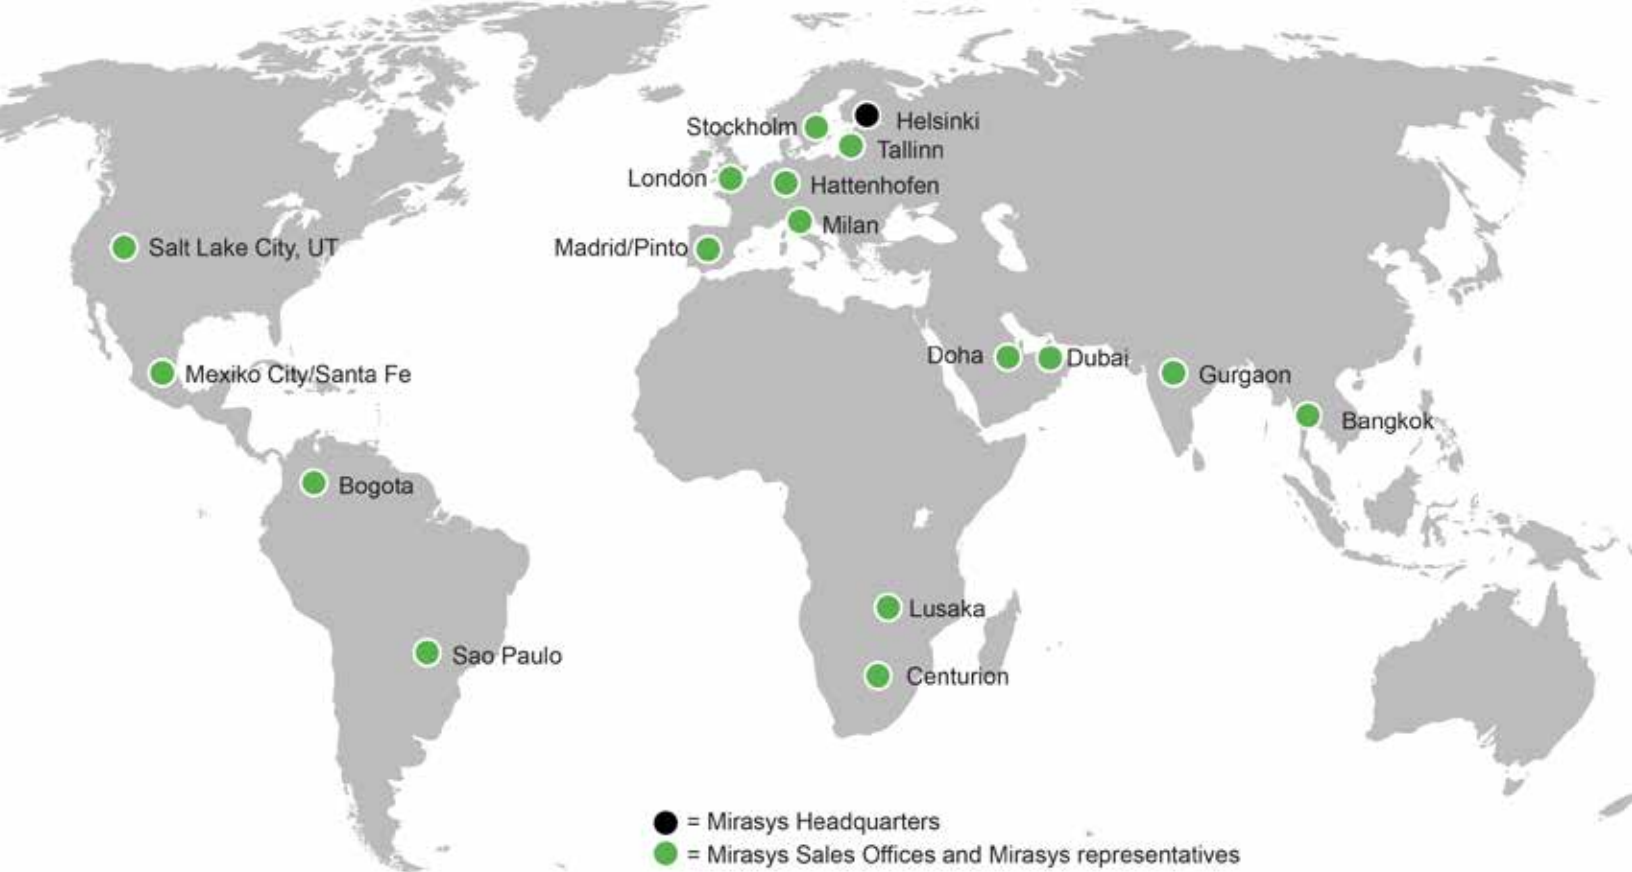 Stockholm
Helsinki
Tallinn
London
Hattenhofen
Milan
Salt Lake City, UT
Madrid/Pinto
Doha
Dubai
Mexiko City/Santa Fe
Gurgaon
Bangkok
Bogota
Lusaka
Sao Paulo
Centurion
= Mirasys Headquarters
= Mirasys Sales Offices and Mirasys representatives